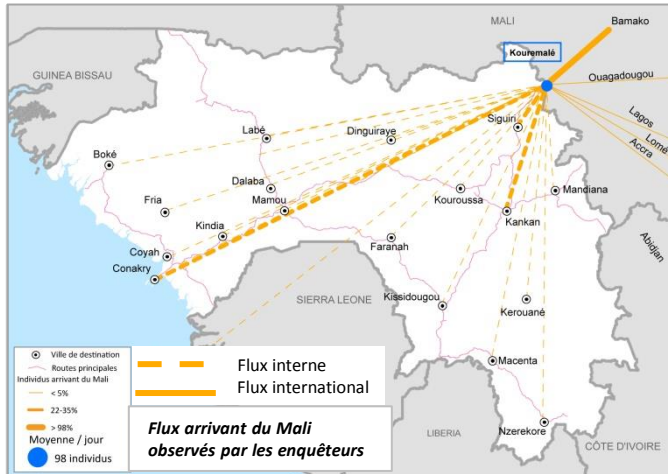 MALI
Bamako
Kouremalé
GUINEA BISSAU
Ouagadougou
Siguiri
Lagos
Labé
Dinguiraye
Lomé
Accra
Boké
Dalaba
Mandiana
Mamou
Kouroussa
Fria
Kankan
Kindia
Faranah
Abidjan
Coyah
Conakry
SIERRA LEONE
Kissidougou
Kerouané
Macenta
Nzerekore
LIBERIA
CÔTE D'IVOIRE
Ville de destination
Routes principales
Individus arrivant du Mali
< 5%
22-35%
> 98%
Moyenne / jour
98 individus
Flux interne
Flux international
Flux arrivant du Mali
observés par les enquêteurs